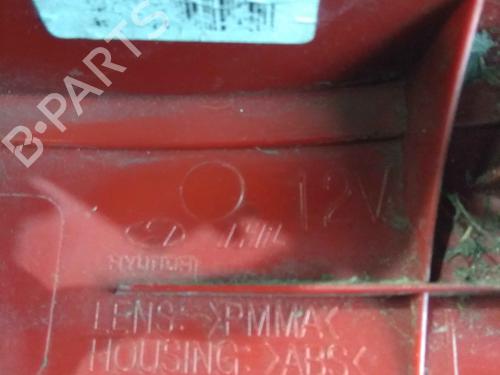 B-PARTS
12V
HYUNDAI
LENS: >PMMA<
HOUSING: >ABS<